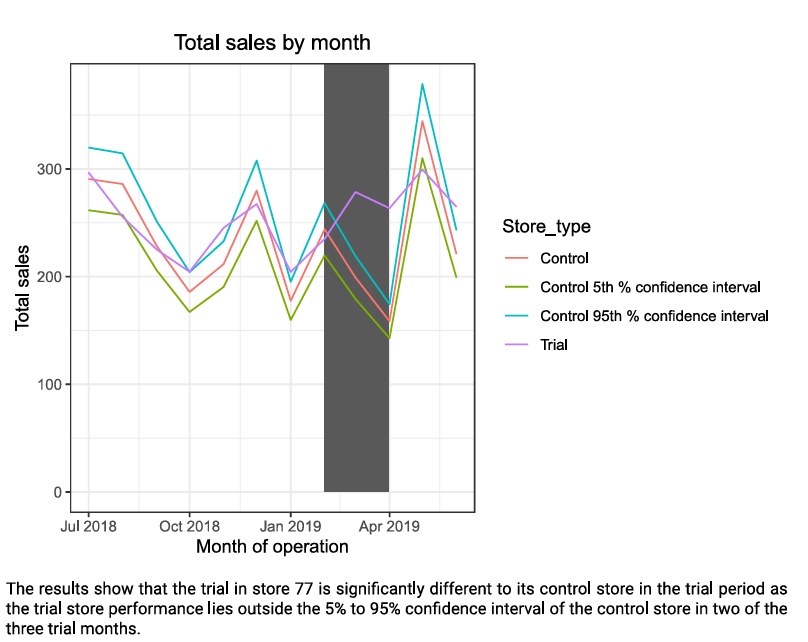 Total sales by month
300
200
100
0
Total sales
Jul 2018 Oct 2018 Jan 2019 Apr 2019
Month of operation
Store_type
Control
Control 5th % confidence interval
Control 95th % confidence interval
Trial
The results show that the trial in store 77 is significantly different to its control store in the trial period as
the trial store performance lies outside the 5% to 95% confidence interval of the control store in two of the
three trial months.